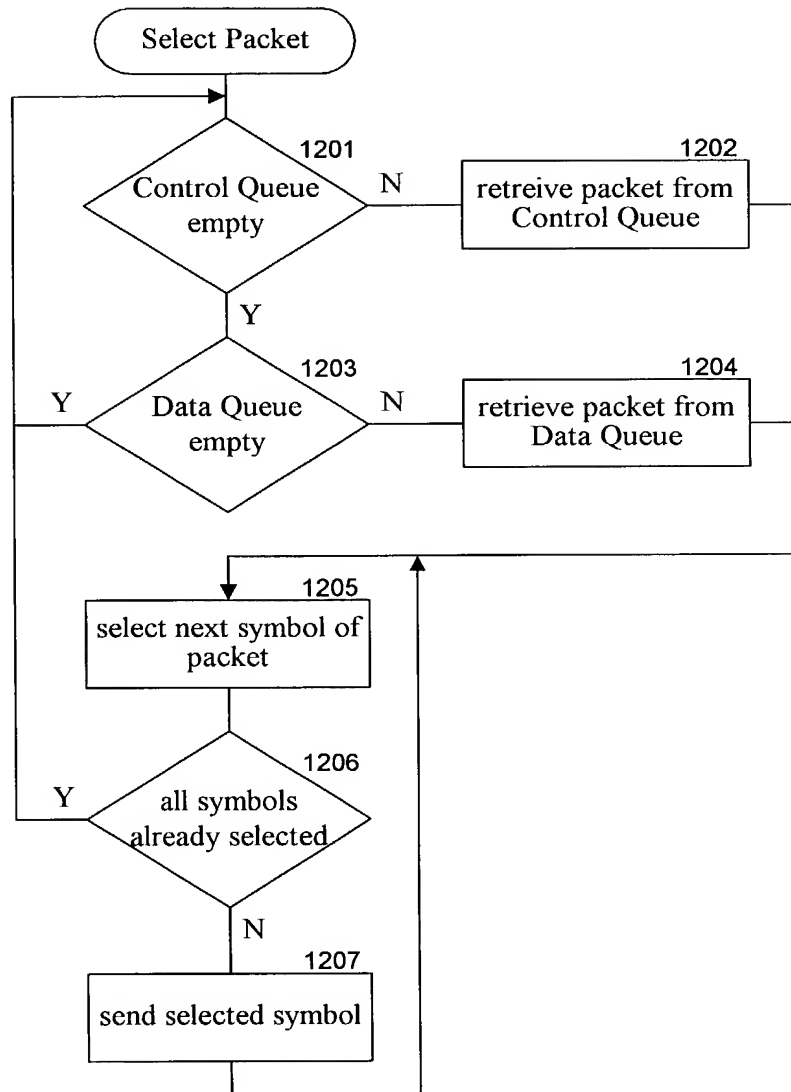 Select Packet
1201
Control Queue
empty
N
1202
retreive packet from
Control Queue
Y
1203
Data Queue
empty
Y
N
1204
retrieve packet from
Data Queue
1205
select next symbol of
packet
1206
all symbols
already selected
Y
N
1207
send selected symbol